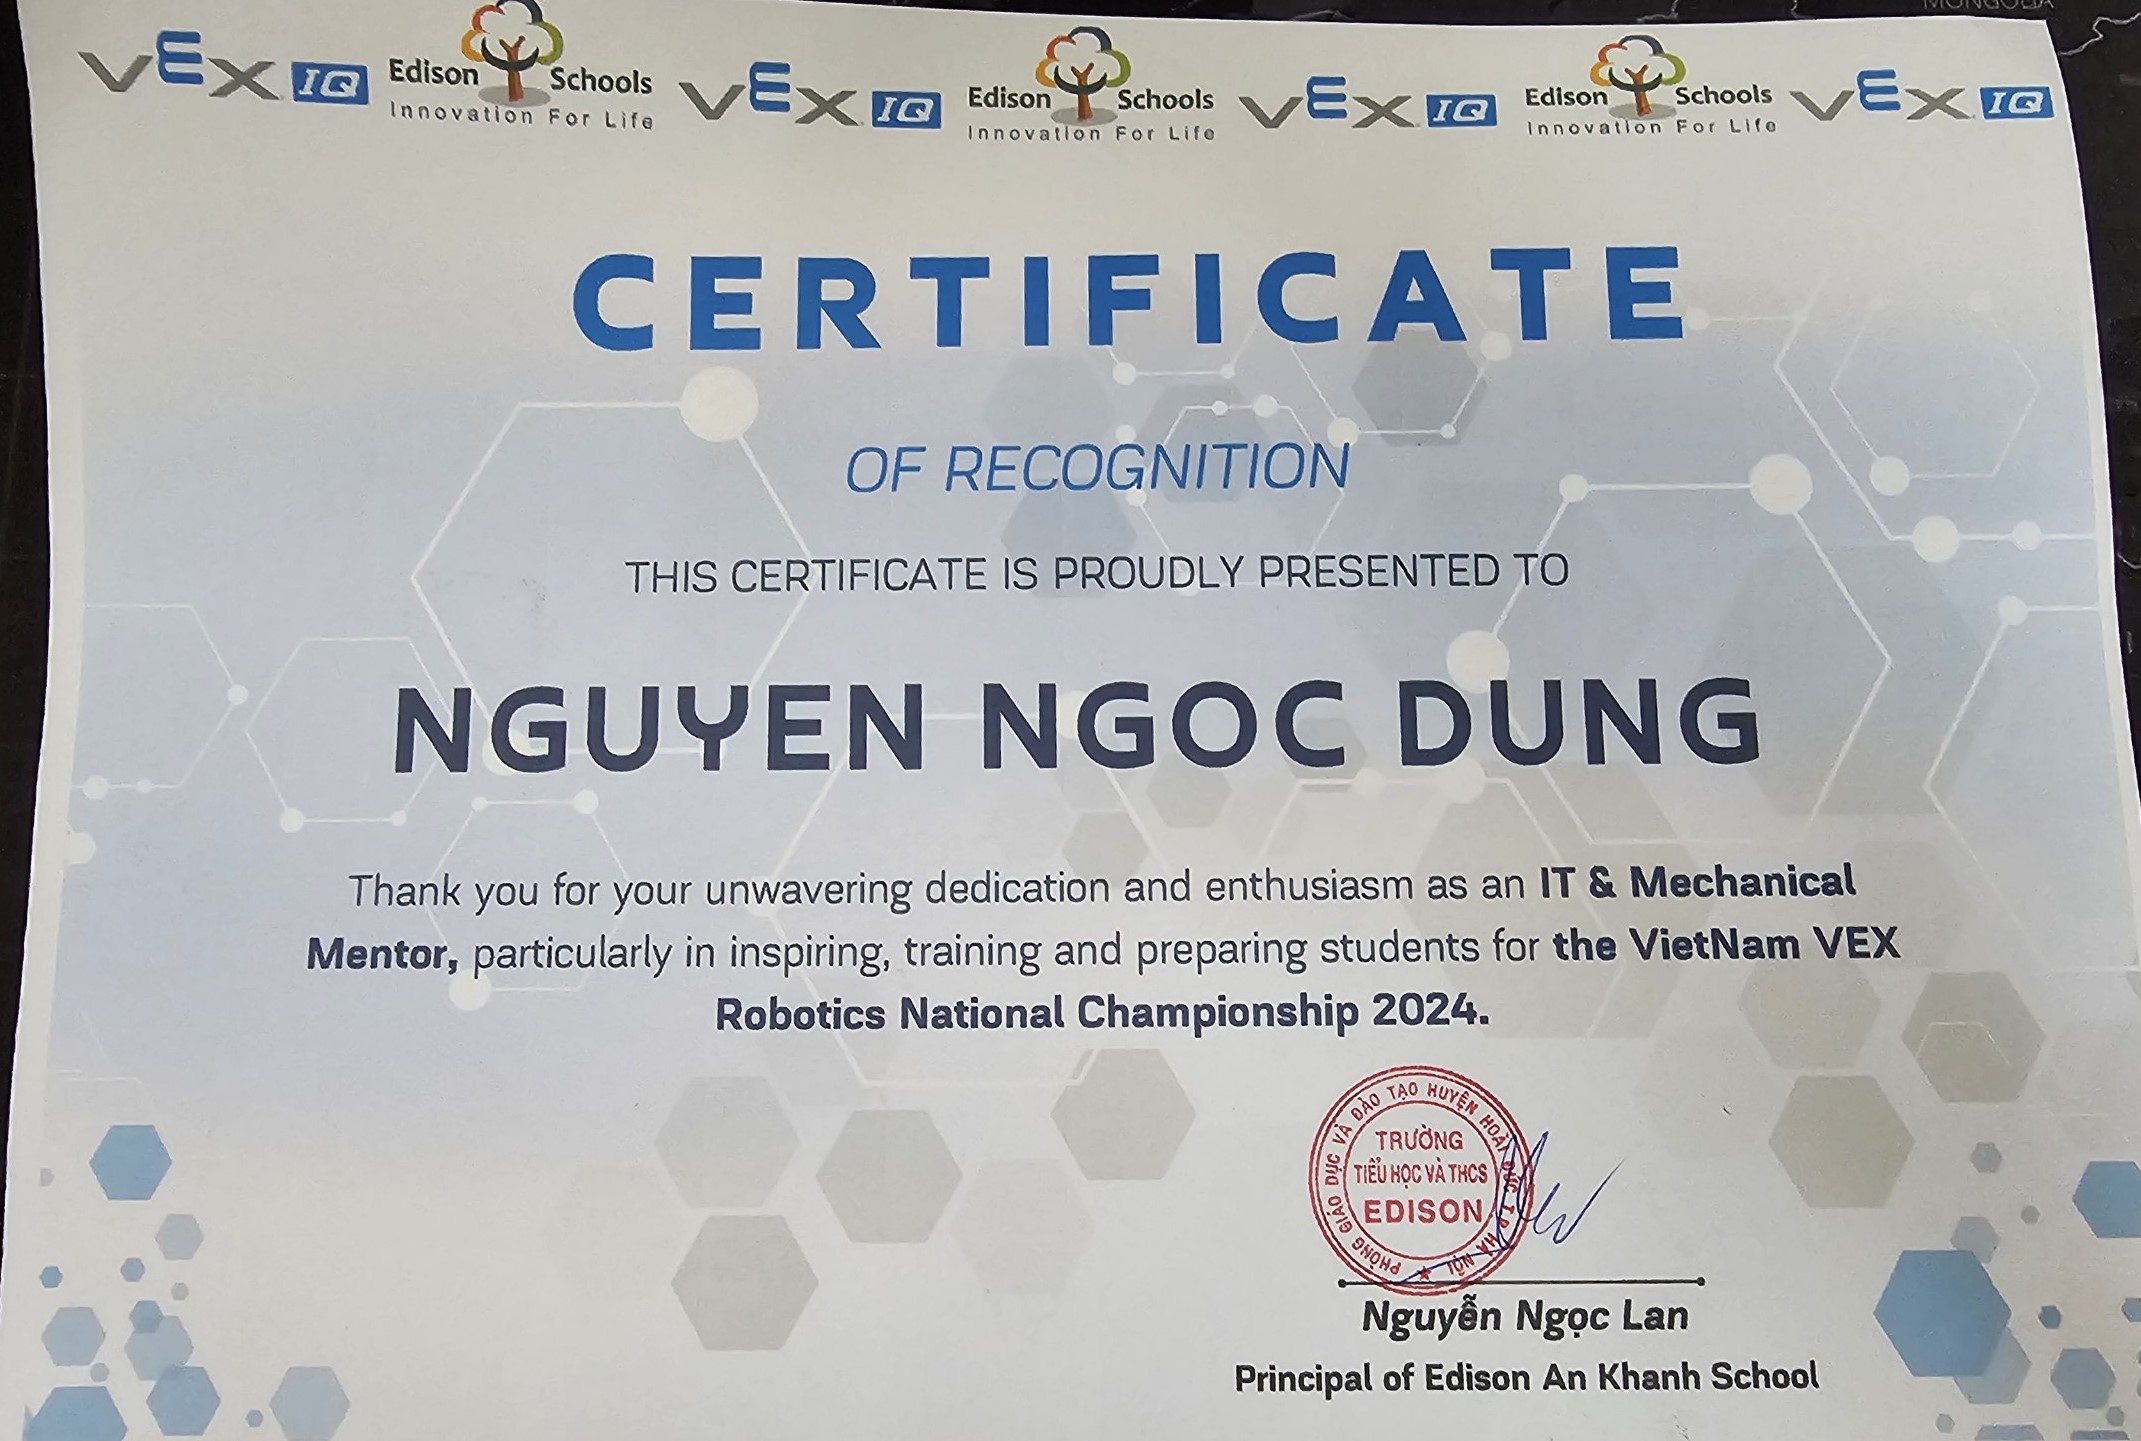 VEX IQ Edison Schools VEX IQ Edison Schools VEX IQ Edison Schools VEX IQ
Innovation For Life Innovation For Life Innovation For Life
CERTIFICATE
OF RECOGNITION
THIS CERTIFICATE IS PROUDLY PRESENTED TO
NGUYEN NGOC DUNG
Thank you for your unwavering dedication and enthusiasm as an IT & Mechanical
Mentor, particularly in inspiring, training and preparing students for the VietNam VEX
Robotics National Championship 2024.
PHÒNG GIÁO DỤC VÀ ĐÀO TẠO HUYỆN HOÀI ĐỨC T.P HÀ NỘI
TRƯỜNG
TIỂU HỌC VÀ THCS
EDISON
Nguyễn Ngọc Lan
Principal of Edison An Khanh School